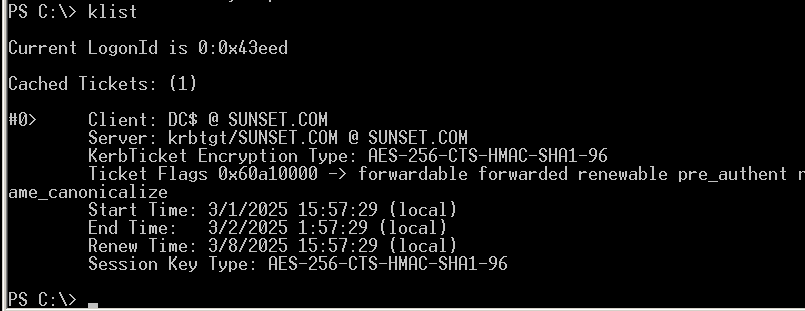 PS C:\> klist
Current LogonId is 0:0x43eed
Cached Tickets: (1)
#0>     Client: DC$ @ SUNSET.COM
        Server: krbtgt/SUNSET.COM @ SUNSET.COM
        KerbTicket Encryption Type: AES-256-CTS-HMAC-SHA1-96
        Ticket Flags 0x60a10000 -> forwardable forwarded renewable pre_authent n
ame_canonicalize
        Start Time: 3/1/2025 15:57:29 (local)
        End Time:   3/2/2025 1:57:29 (local)
        Renew Time: 3/8/2025 15:57:29 (local)
        Session Key Type: AES-256-CTS-HMAC-SHA1-96
PS C:\>